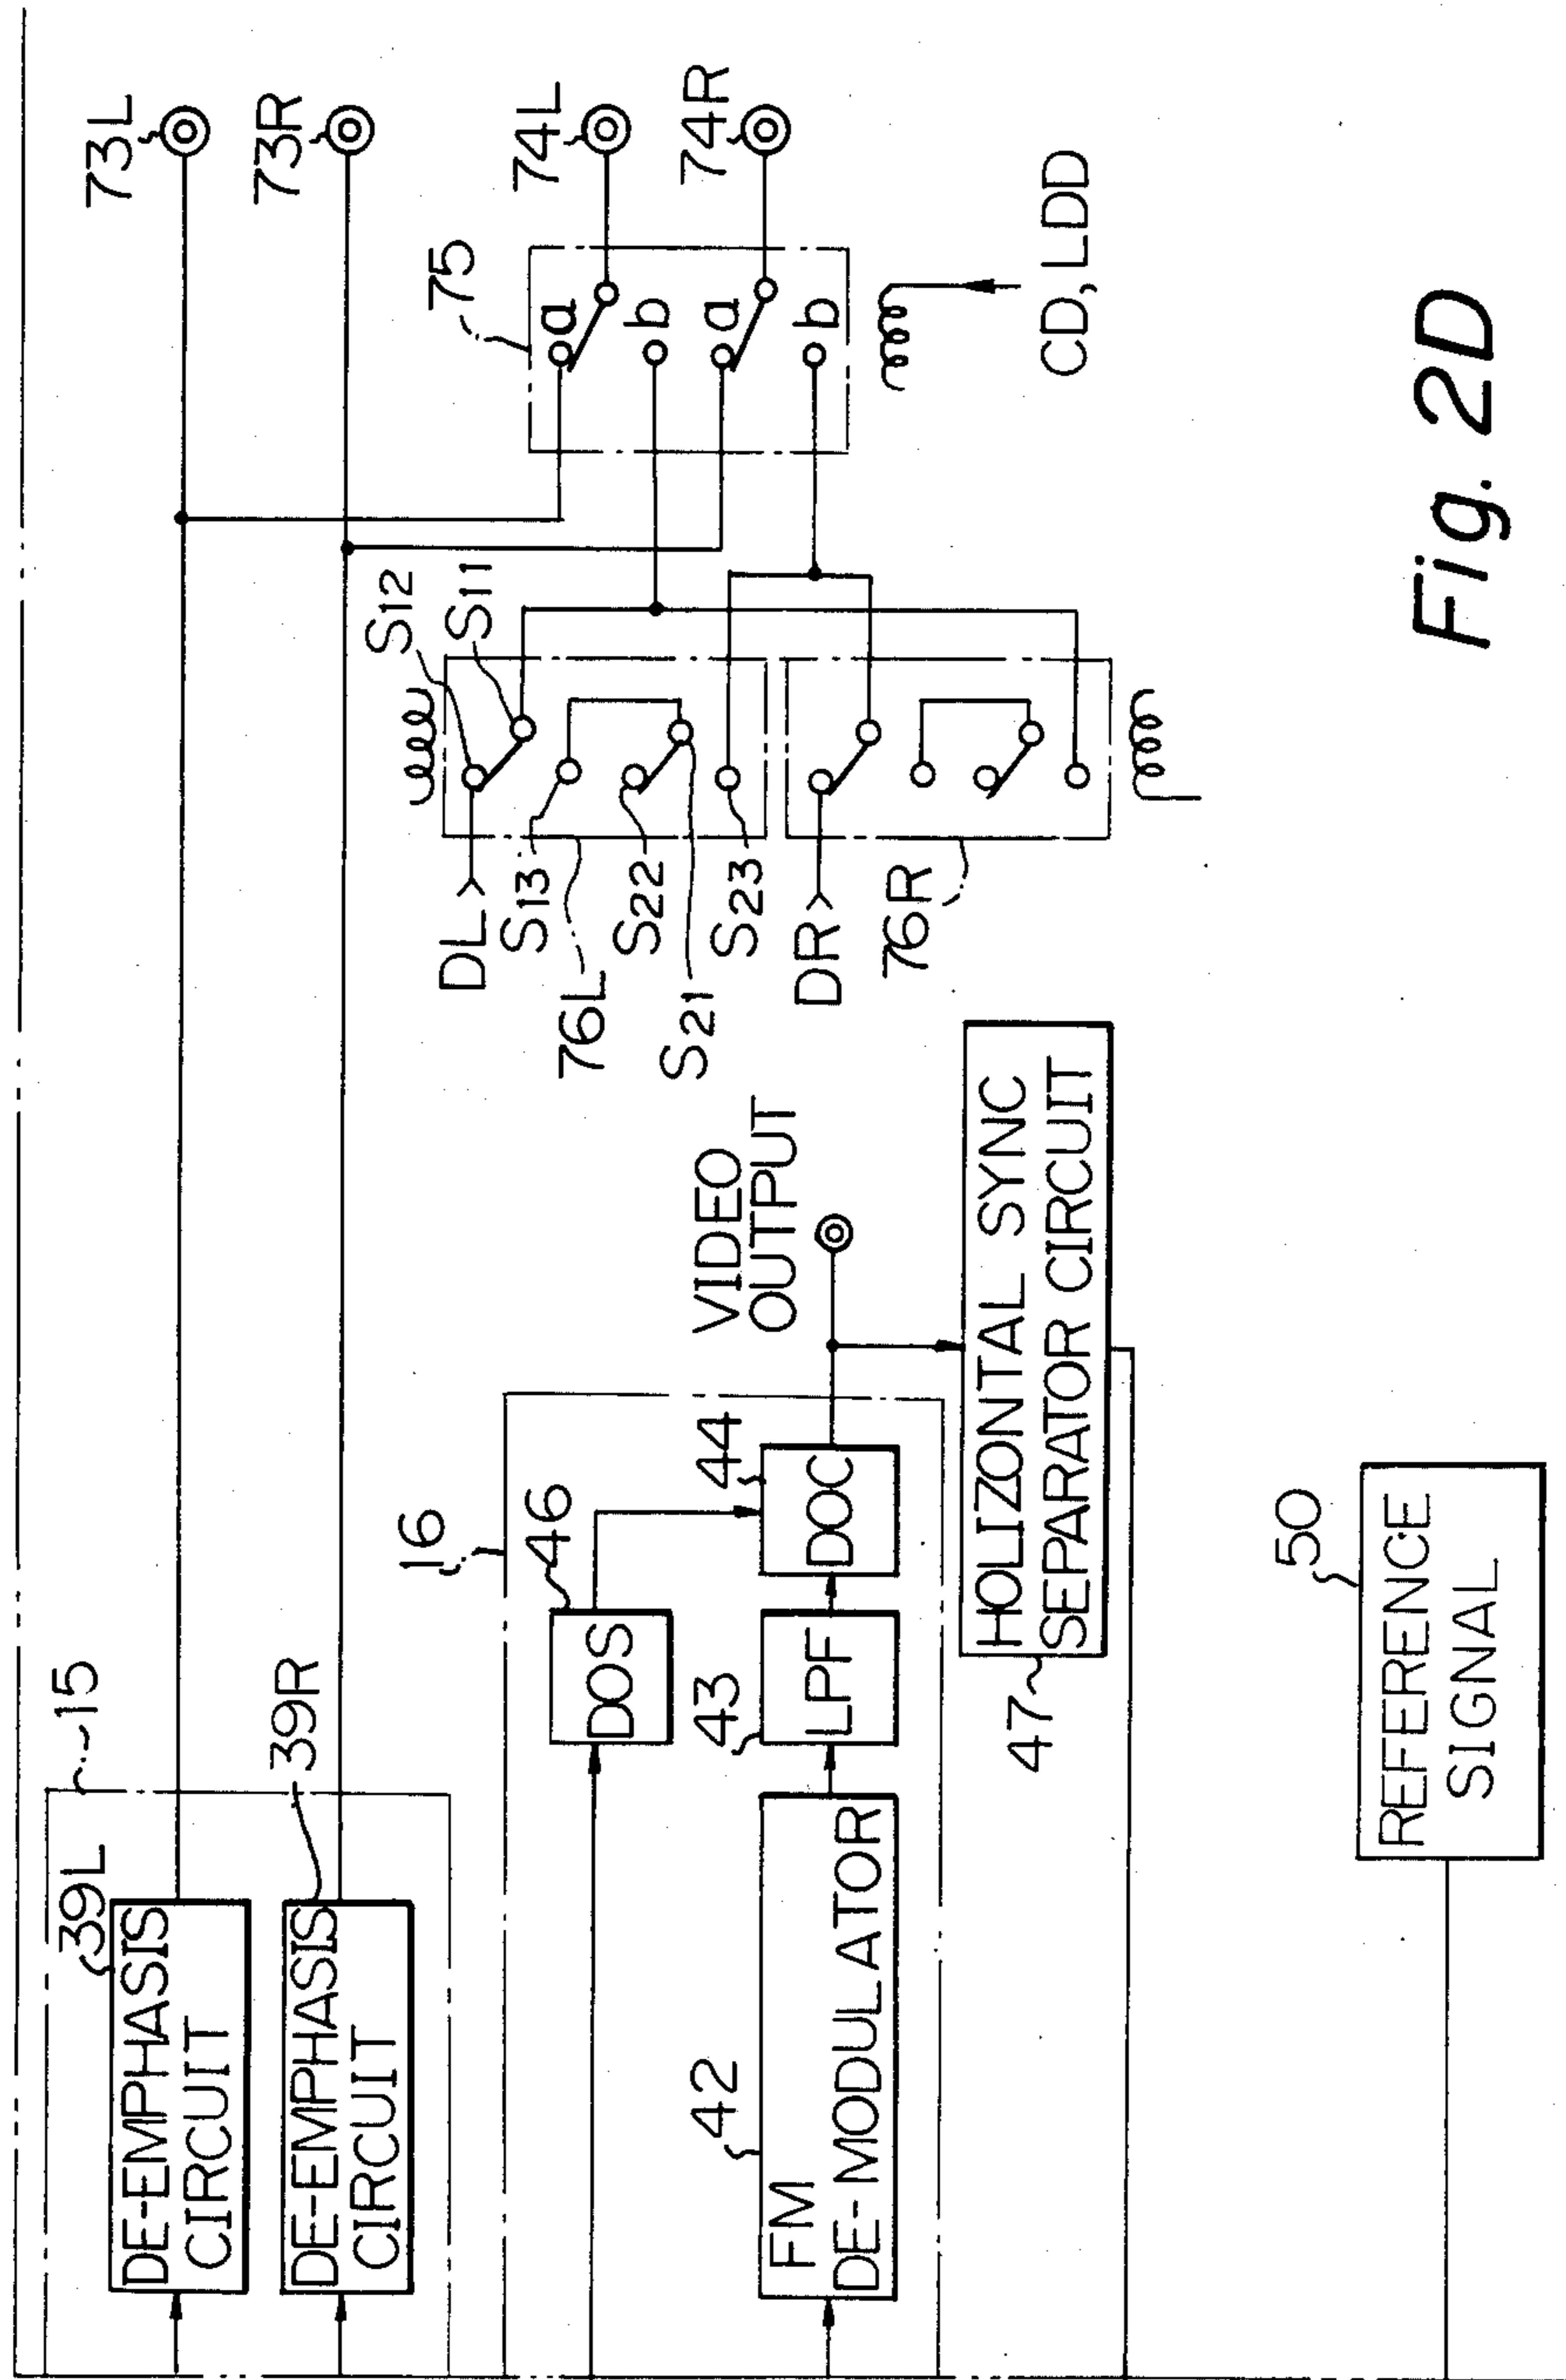 73L
73R
74L
74R
75
a
b
a
b
CD, LDD
S12
S11
DL
S13
76L
S22
S21
S23
DR
76R
15
39L
DE-EMPHASIS
CIRCUIT
39R
DE-EMPHASIS
CIRCUIT
16
46
DOS
44
DOC
43
LPF
42
FM
DE-MODULATOR
VIDEO
OUTPUT
HOLIZONTAL SYNC
SEPARATOR CIRCUIT
47
50
REFERENCE
SIGNAL
Fig. 2D